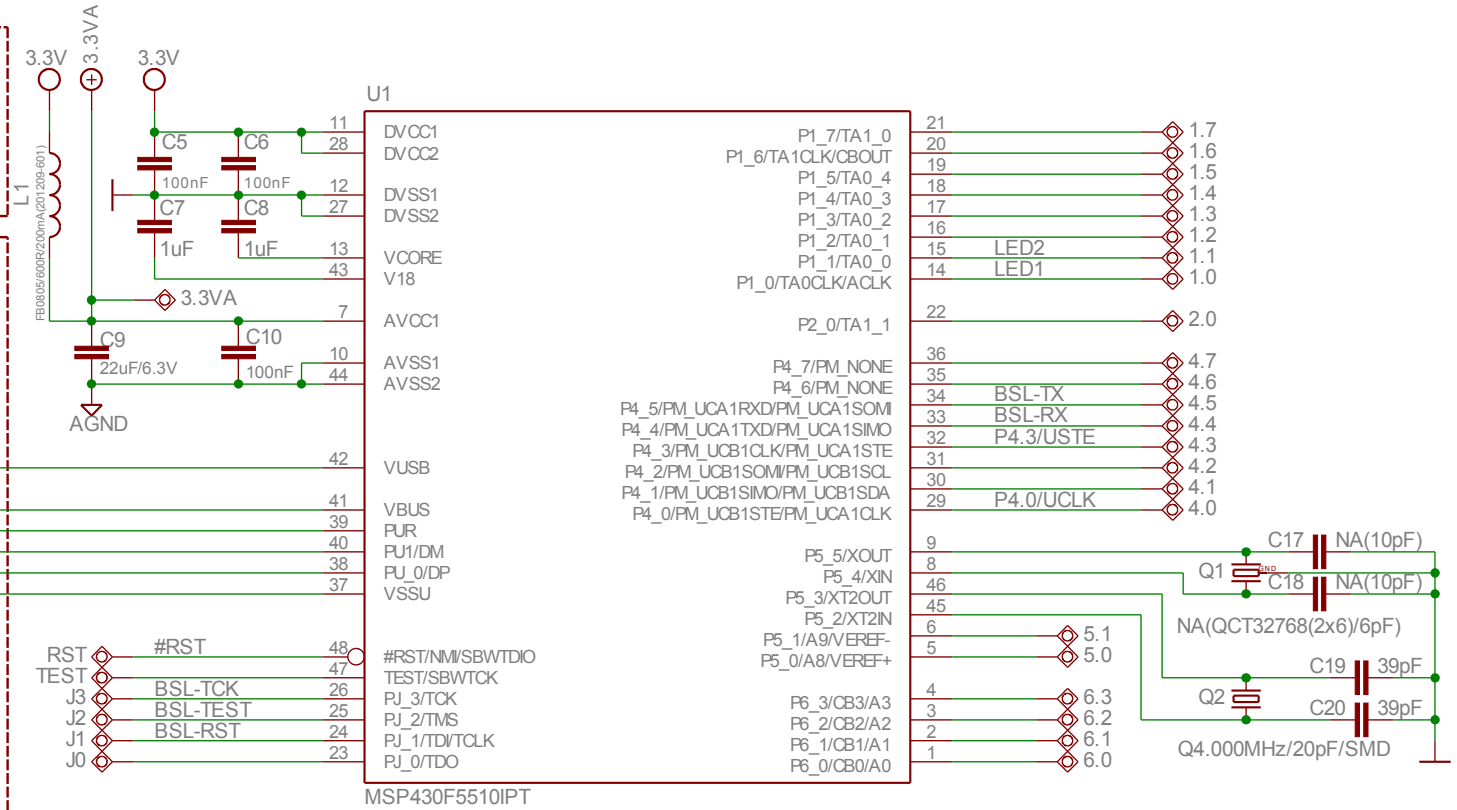 3.3V
3.3VA
3.3V
U1
L1
FB0805(600R/200mA(201209-601)
C5
100nF
C6
100nF
C7
1uF
C8
1uF
3.3VA
C9
22uF/6.3V
C10
100nF
AGND
11 DVCC1
28 DVCC2
12 DVSS1
27 DVSS2
13 VCORE
43 V18
7 AVCC1
10 AVSS1
44 AVSS2
42 VUSB
41 VBUS
39 PUR
40 PU1/DM
38 PU_0/DP
37 VSSU
RST #RST 48 #RST/NMI/SBWTDIO
TEST 47 TEST/SBWTCK
J3 BSL-TCK 26 PJ_3/TCK
J2 BSL-TEST 25 PJ_2/TMS
J1 BSL-RST 24 PJ_1/TDI/TCLK
J0 23 PJ_0/TDO
P1_7/TA1_0 21 1.7
P1_6/TA1CLK/CBOUT 20 1.6
P1_5/TA0_4 19 1.5
P1_4/TA0_3 18 1.4
P1_3/TA0_2 17 1.3
P1_2/TA0_1 16 1.2
P1_1/TA0_0 15 LED2 1.1
P1_0/TA0CLK/ACLK 14 LED1 1.0
P2_0/TA1_1 22 2.0
P4_7/PM_NONE 36 4.7
P4_6/PM_NONE 35 4.6
P4_5/PM_UCA1RXD/PM_UCA1SOMI 34 BSL-TX 4.5
P4_4/PM_UCA1TXD/PM_UCA1SIMO 33 BSL-RX 4.4
P4_3/PM_UCB1CLK/PM_UCA1STE 32 P4.3/USTE 4.3
P4_2/PM_UCB1SOMI/PM_UCB1SCL 31 4.2
P4_1/PM_UCB1SIMO/PM_UCB1SDA 30 4.1
P4_0/PM_UCB1STE/PM_UCA1CLK 29 P4.0/UCLK 4.0
P5_5/XOUT 9
P5_4/XIN 8
P5_3/XT2OUT 46
P5_2/XT2IN 45
P5_1/A9/VEREF- 6 5.1
P5_0/A8/VEREF+ 5 5.0
P6_3/CB3/A3 4 6.3
P6_2/CB2/A2 3 6.2
P6_1/CB1/A1 2 6.1
P6_0/CB0/A0 1 6.0
C17 NA(10pF)
Q1 GND
C18 NA(10pF)
NA(QCT32768(2x6)/6pF)
C19 39pF
Q2
C20 39pF
Q4.000MHz/20pF/SMD
MSP430F5510IPT